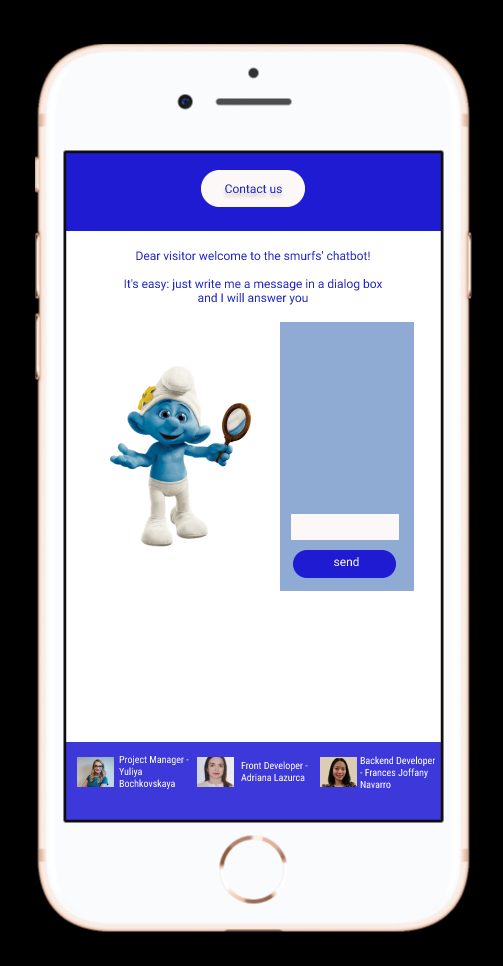 Contact us
Dear visitor welcome to the smurfs' chatbot!
It's easy: just write me a message in a dialog box
and I will answer you
send
Project Manager -
Yuliya
Bochkovskaya
Front Developer -
Adriana Lazurca
Backend Developer
- Frances Joffany
Navarro